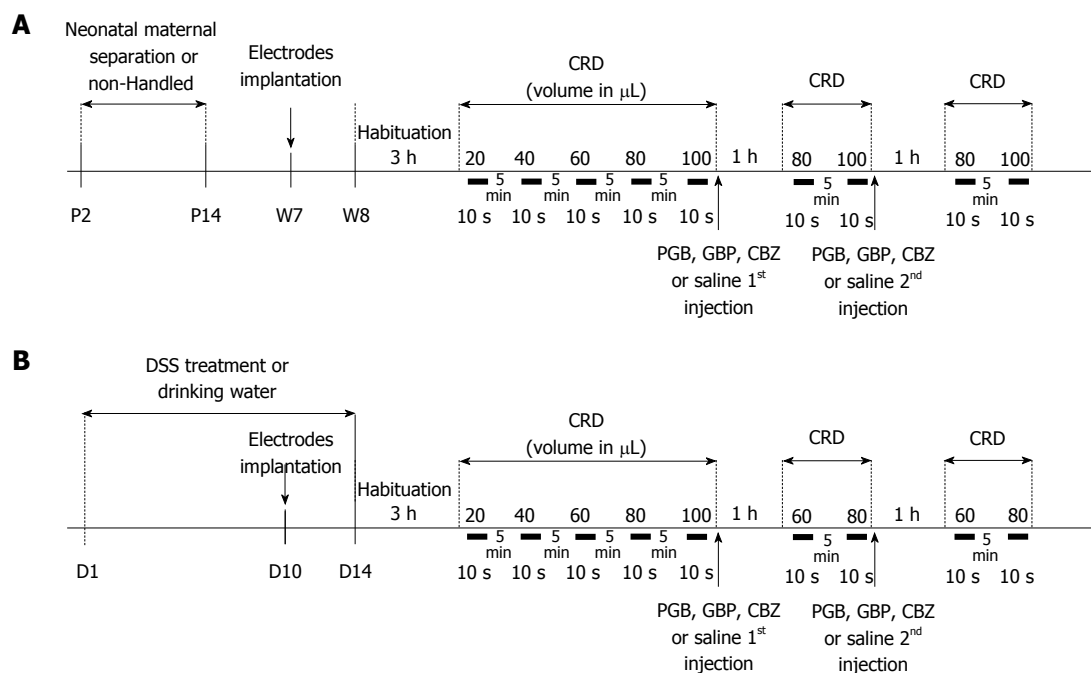 A
Neonatal maternal
separation or
non-Handled
Electrodes
implantation
CRD
(volume in μL)
CRD
CRD
Habituation
3 h
20 40 60 80 100
1 h
80 100
1 h
80 100
5 5 5 5 5 5
min min min min min min
10 s 10 s 10 s 10 s 10 s 10 s 10 s 10 s 10 s
P2 P14 W7 W8
PGB, GBP, CBZ
or saline 1st
injection
PGB, GBP, CBZ
or saline 2nd
injection
B
DSS treatment or
drinking water
Electrodes
implantation
CRD
(volume in μL)
CRD
CRD
Habituation
3 h
20 40 60 80 100
1 h
60 80
1 h
60 80
5 5 5 5 5 5
min min min min min min
10 s 10 s 10 s 10 s 10 s 10 s 10 s 10 s 10 s
D1 D10 D14
PGB, GBP, CBZ
or saline 1st
injection
PGB, GBP, CBZ
or saline 2nd
injection